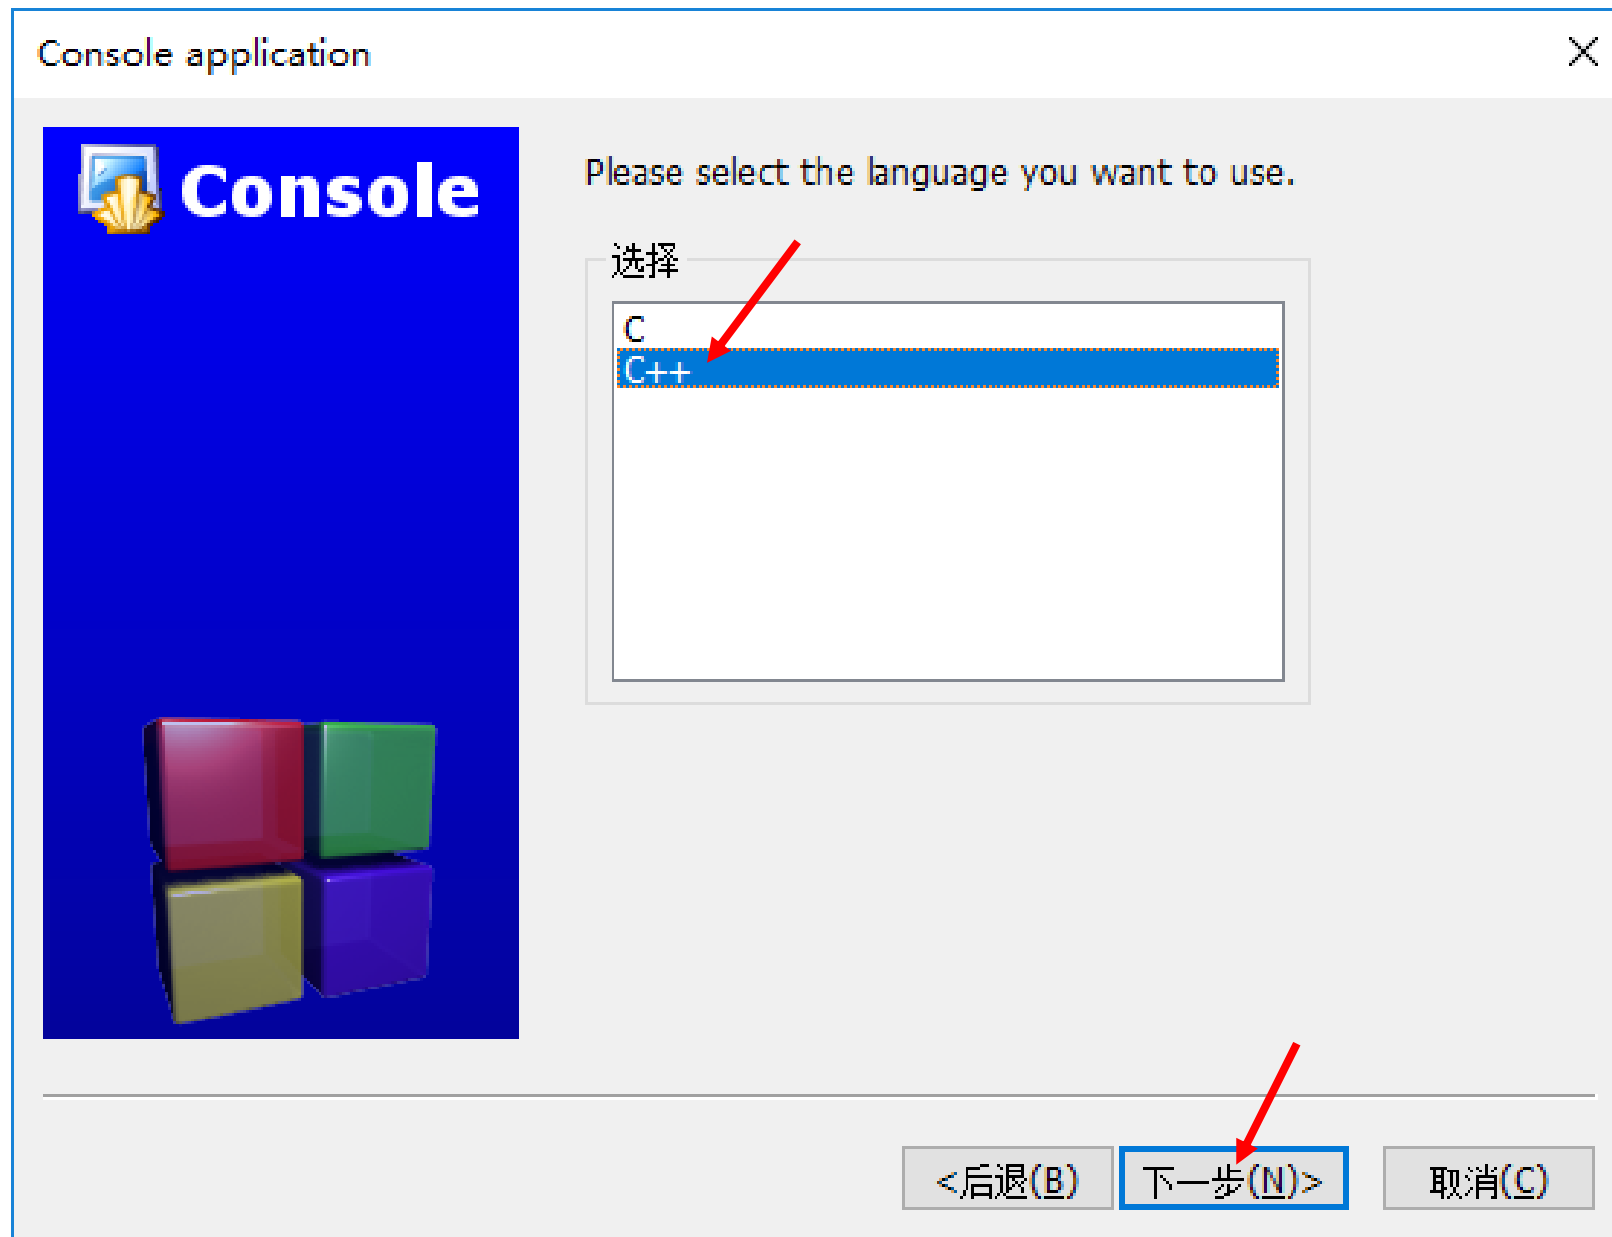 Console application
Console
Please select the language you want to use.
选择
C
C++
<后退(B)
下一步(N)>
取消(C)